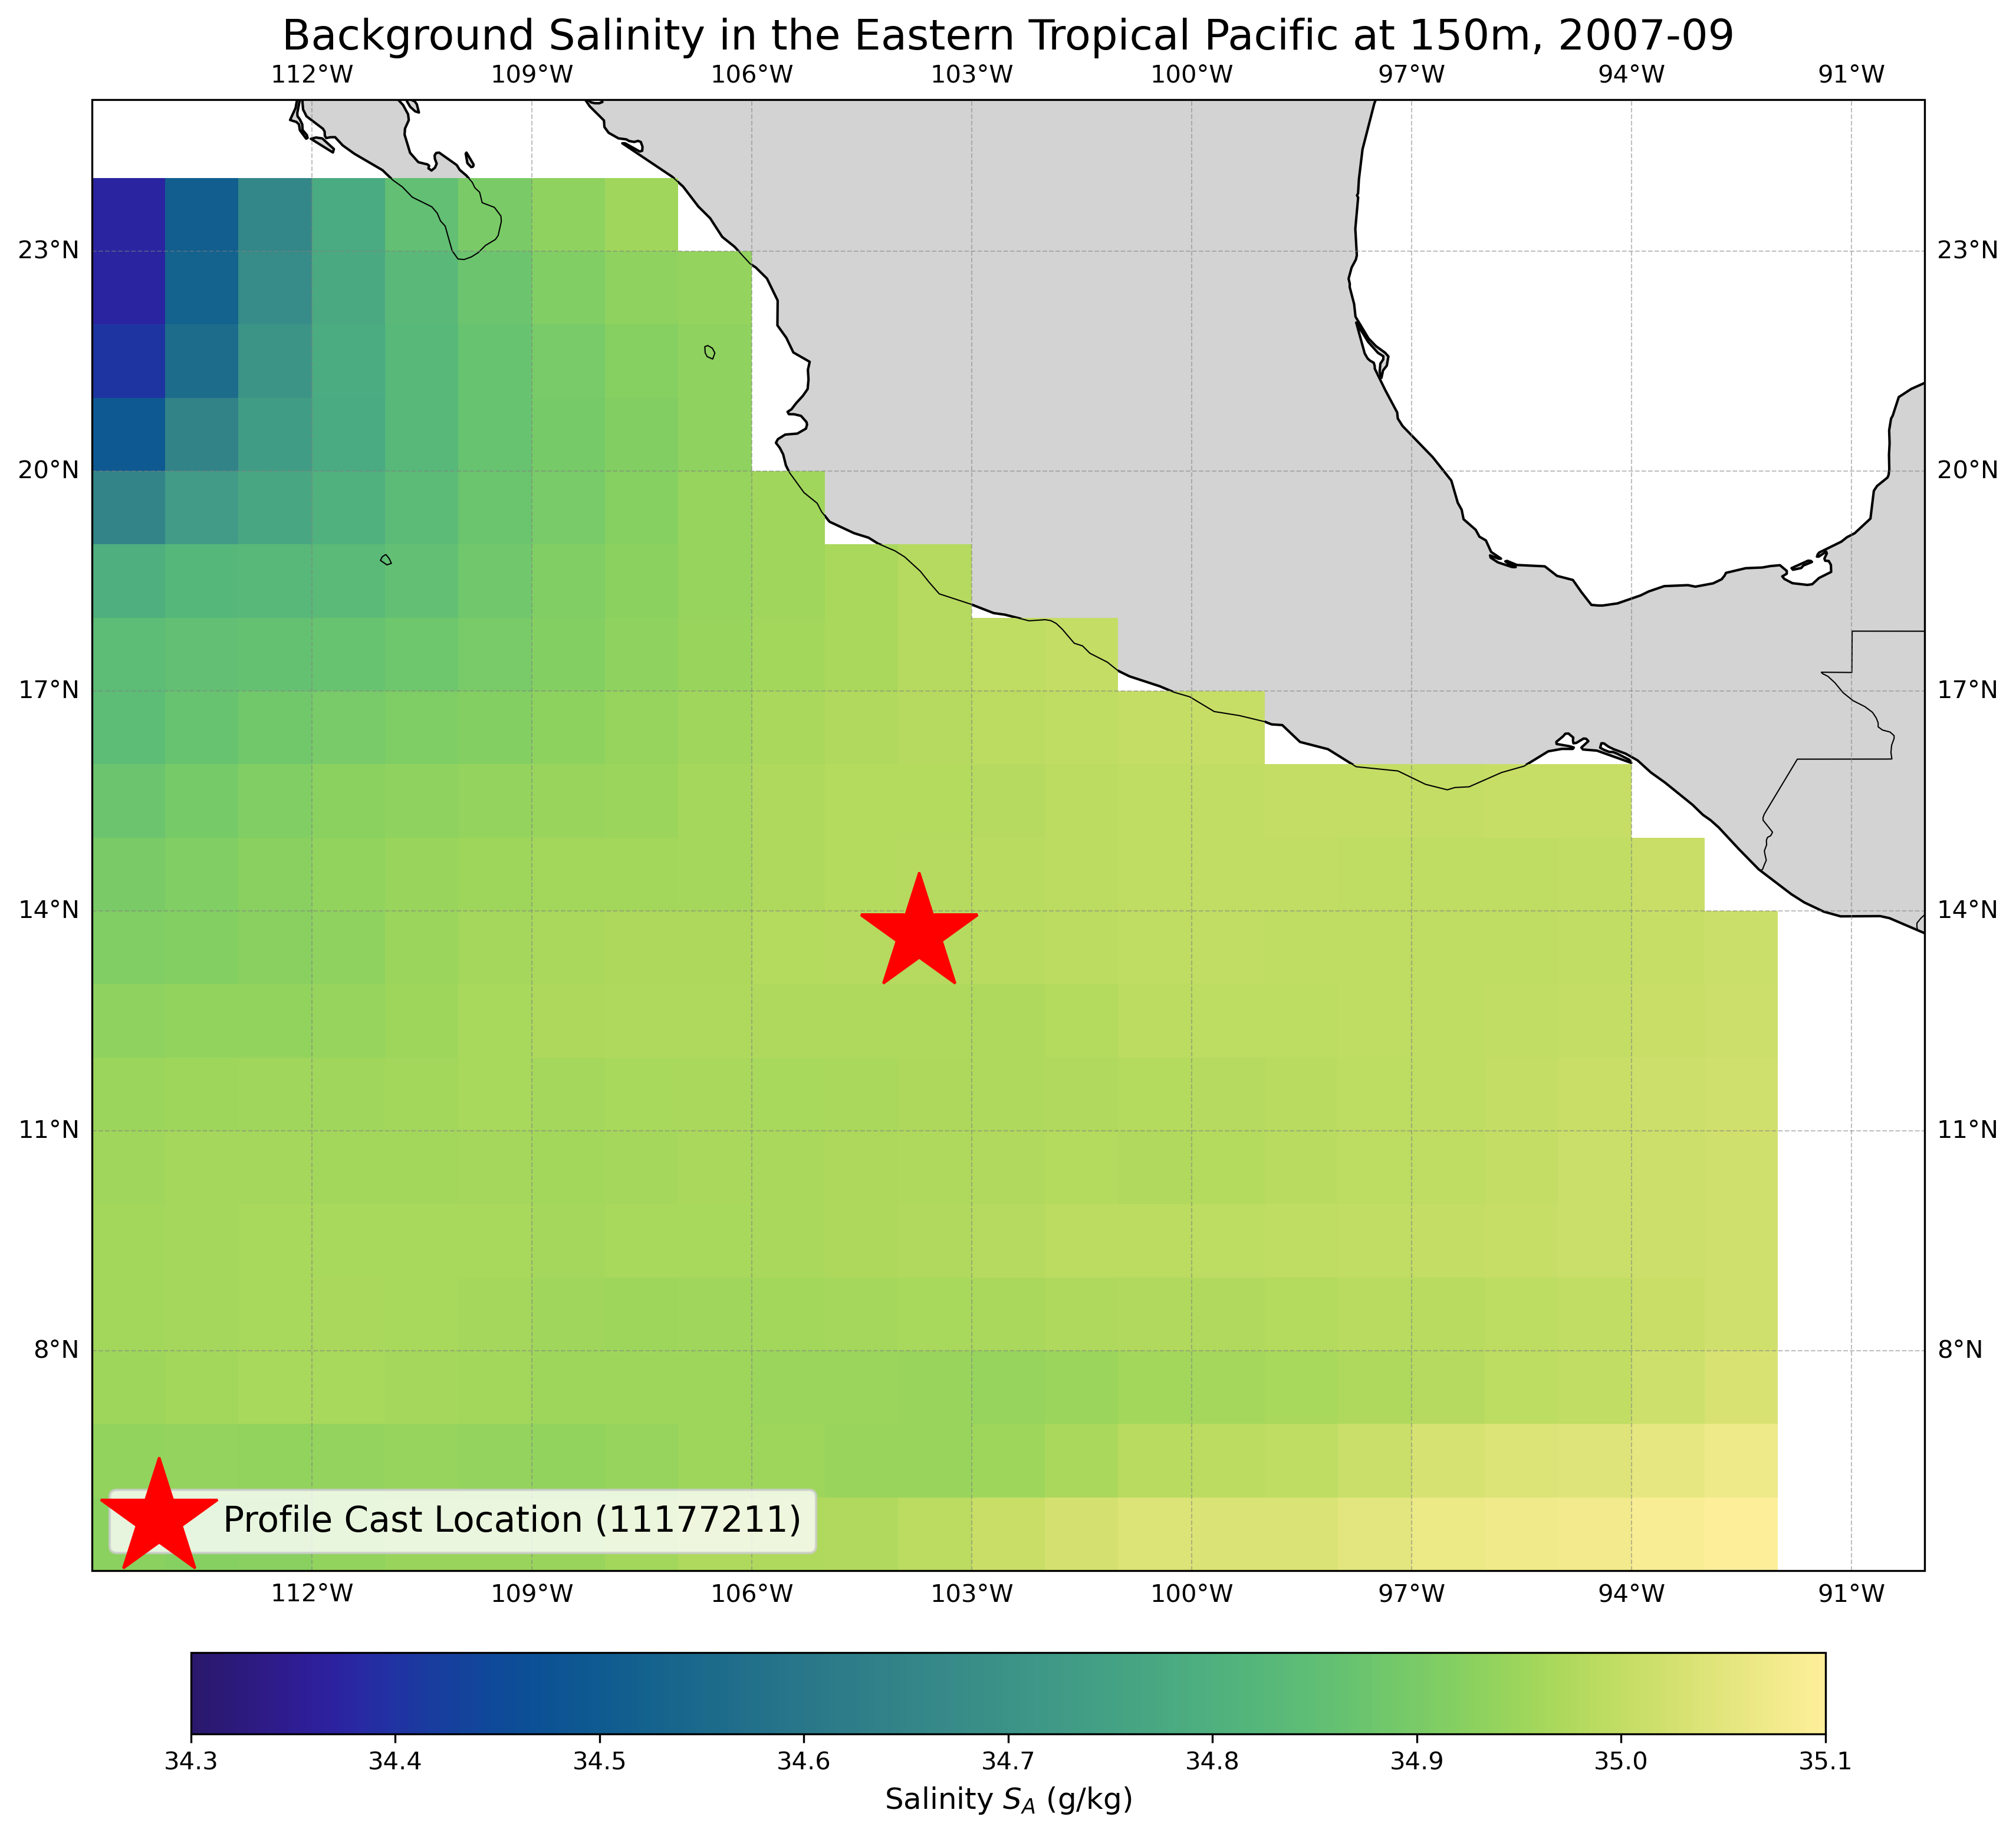 Background Salinity in the Eastern Tropical Pacific at 150m, 2007-09
112°W 109°W 106°W 103°W 100°W 97°W 94°W 91°W
23°N 23°N
20°N 20°N
17°N 17°N
14°N 14°N
11°N 11°N
8°N 8°N
Profile Cast Location (11177211)
112°W 109°W 106°W 103°W 100°W 97°W 94°W 91°W
34.3 34.4 34.5 34.6 34.7 34.8 34.9 35.0 35.1
Salinity S_A (g/kg)